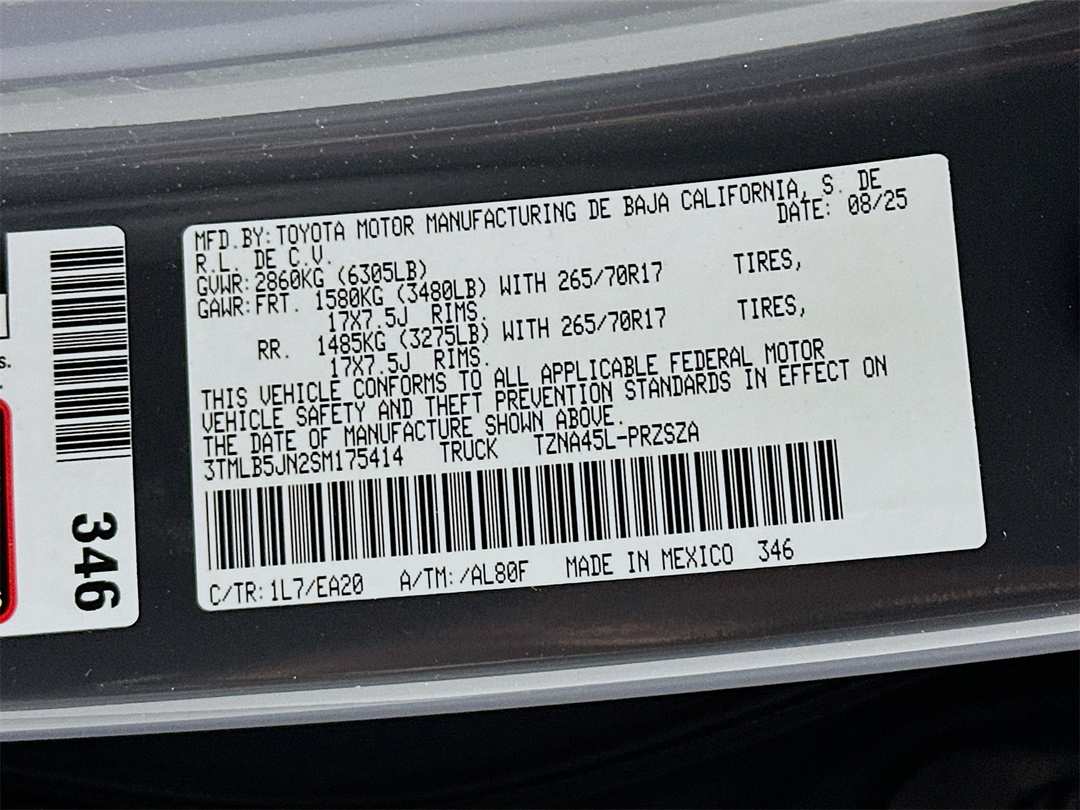 MFD.BY:TOYOTA MOTOR MANUFACTURING DE BAJA CALIFORNIA, S. DE
R.L. DE C.V. DATE: 08/25
GVWR:2860KG (6305LB)
GAWR:FRT. 1580KG (3480LB) WITH 265/70R17 TIRES,
17X7.5J RIMS.
RR. 1485KG (3275LB) WITH 265/70R17 TIRES,
17X7.5J RIMS.
THIS VEHICLE CONFORMS TO ALL APPLICABLE FEDERAL MOTOR
VEHICLE SAFETY AND THEFT PREVENTION STANDARDS IN EFFECT ON
THE DATE OF MANUFACTURE SHOWN ABOVE.
3TMLB5JN2SM175414 TRUCK TZNA45L-PRZSZA
C/TR:1L7/EA20 A/TM:/AL80F MADE IN MEXICO 346
346